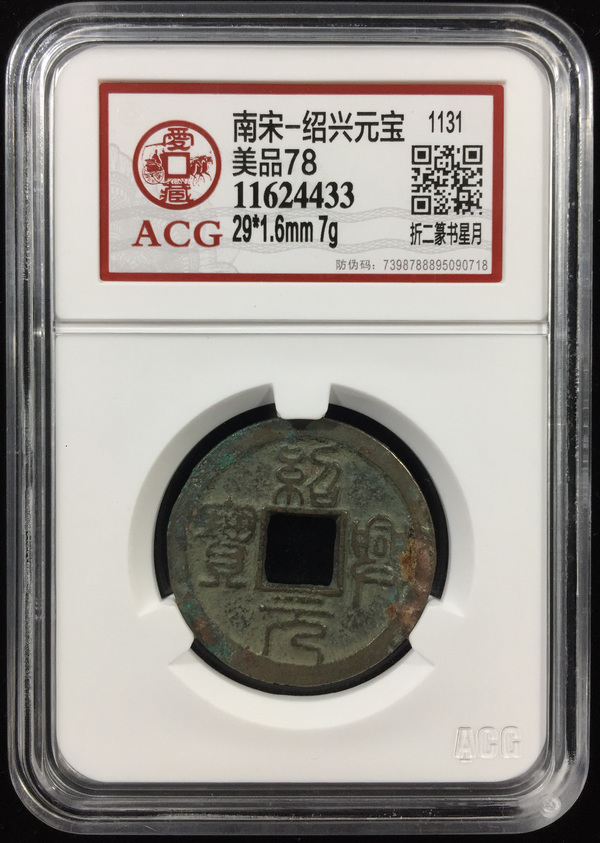 愛藏
ACG
南宋-绍兴元宝 1131
美品78
11624433
29*1.6mm 7g
折二篆书星月
防伪码：7398788895090718
紹興元寶
ACG